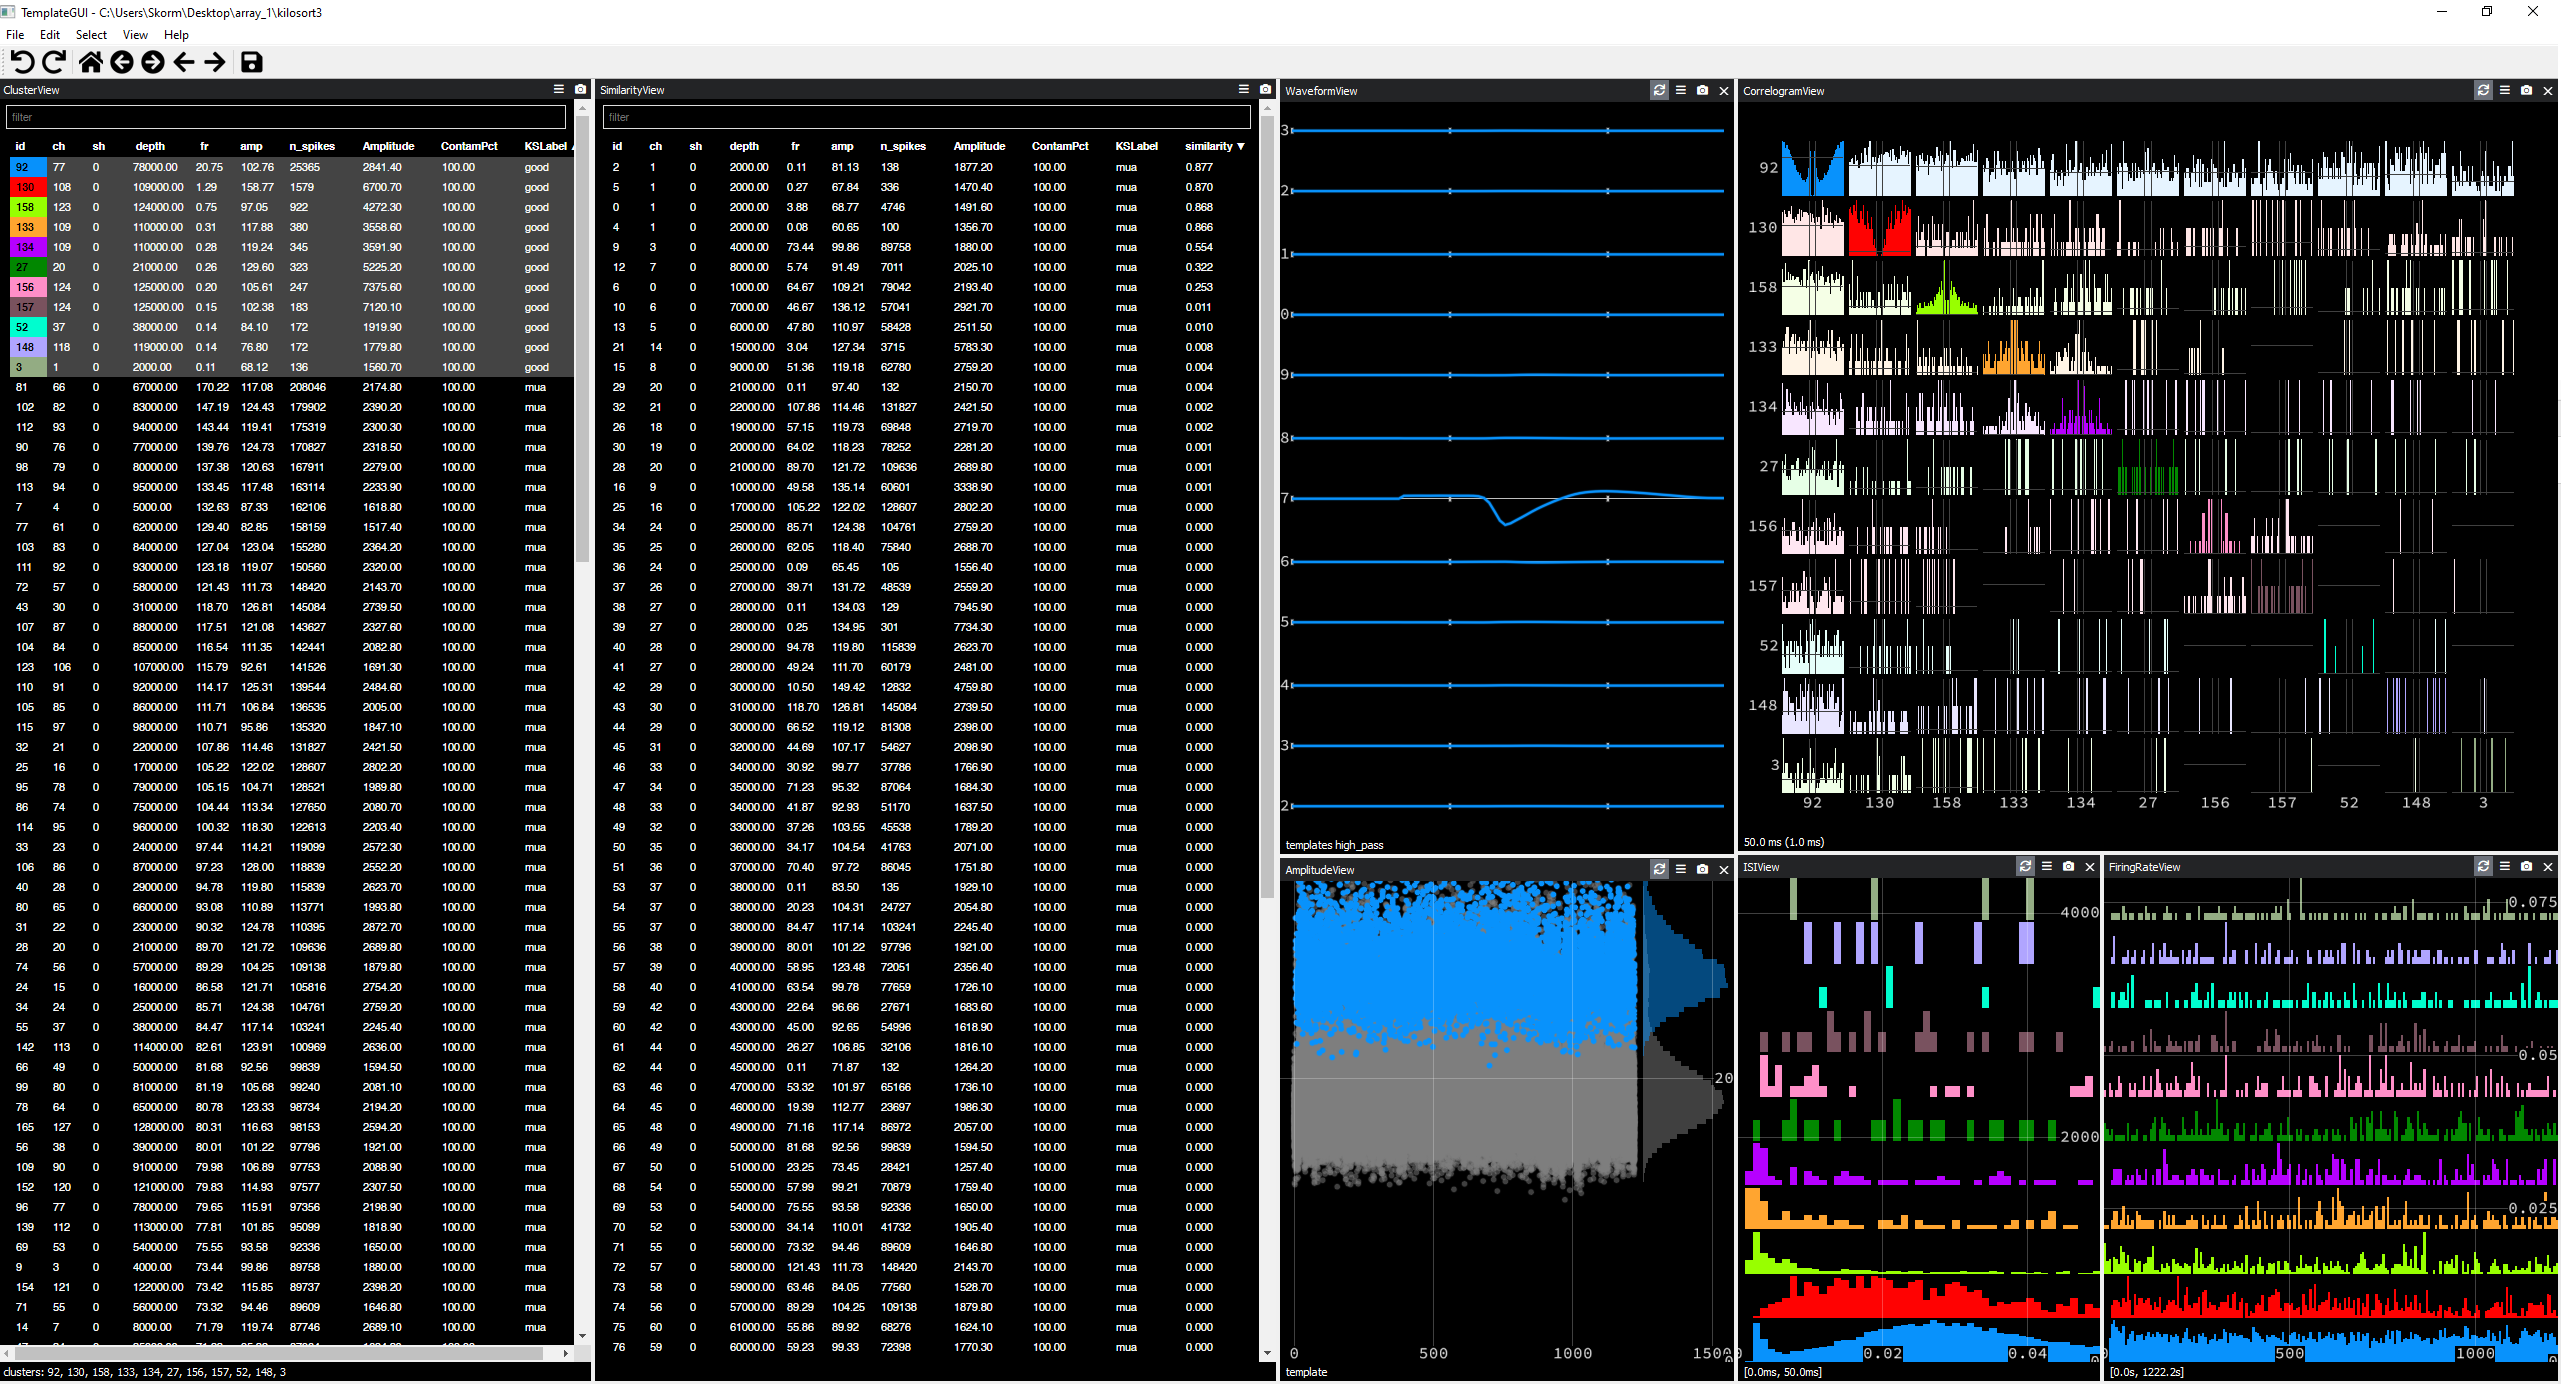 TemplateGUI - C:\Users\Skorm\Desktop\array_1\kilosort3
File Edit Select View Help
ClusterView
filter
id ch sh depth fr amp n_spikes Amplitude ContamPct KSLabel
92 77 0 78000.00 20.75 102.76 25365 2841.40 100.00 good
130 108 0 109000.00 1.29 158.77 1579 6700.70 100.00 good
158 123 0 124000.00 0.75 97.05 922 4272.30 100.00 good
133 109 0 110000.00 0.31 117.88 380 3558.60 100.00 good
134 109 0 110000.00 0.28 119.24 345 3591.90 100.00 good
27 20 0 21000.00 0.26 129.60 323 5225.20 100.00 good
156 124 0 125000.00 0.20 105.61 247 7375.60 100.00 good
157 124 0 125000.00 0.15 102.38 183 7120.10 100.00 good
52 37 0 38000.00 0.14 84.10 172 1919.90 100.00 good
148 118 0 119000.00 0.14 76.80 172 1779.80 100.00 good
3 1 0 2000.00 0.11 68.12 136 1560.70 100.00 good
81 66 0 67000.00 170.22 117.08 208046 2174.80 100.00 mua
102 82 0 83000.00 147.19 124.43 179902 2390.20 100.00 mua
112 93 0 94000.00 143.44 119.41 175319 2300.30 100.00 mua
90 76 0 77000.00 139.76 124.73 170827 2318.50 100.00 mua
98 79 0 80000.00 137.38 120.63 167911 2279.00 100.00 mua
113 94 0 95000.00 133.45 117.48 163114 2233.90 100.00 mua
7 4 0 5000.00 132.63 87.33 162106 1618.80 100.00 mua
77 61 0 62000.00 129.40 82.85 158159 1517.40 100.00 mua
103 83 0 84000.00 127.04 123.04 155280 2364.20 100.00 mua
111 92 0 93000.00 123.18 119.07 150560 2320.00 100.00 mua
72 57 0 58000.00 121.43 111.73 148420 2143.70 100.00 mua
43 30 0 31000.00 118.70 126.81 145084 2739.50 100.00 mua
107 87 0 88000.00 117.51 121.08 143627 2327.60 100.00 mua
104 84 0 85000.00 116.54 111.35 142441 2082.80 100.00 mua
123 106 0 107000.00 115.79 92.61 141526 1691.30 100.00 mua
110 91 0 92000.00 114.17 125.31 139544 2484.60 100.00 mua
105 85 0 86000.00 111.71 106.84 136535 2005.00 100.00 mua
115 97 0 98000.00 110.71 95.86 135320 1847.10 100.00 mua
32 21 0 22000.00 107.86 114.46 131827 2421.50 100.00 mua
25 16 0 17000.00 105.22 122.02 128607 2802.20 100.00 mua
95 78 0 79000.00 105.15 104.71 128521 1989.80 100.00 mua
86 74 0 75000.00 104.44 113.34 127650 2080.70 100.00 mua
114 95 0 96000.00 100.32 118.30 122613 2203.40 100.00 mua
33 23 0 24000.00 97.44 114.21 119099 2572.30 100.00 mua
106 86 0 87000.00 97.23 128.00 118839 2552.20 100.00 mua
40 28 0 29000.00 94.78 119.80 115839 2623.70 100.00 mua
80 65 0 66000.00 93.08 110.89 113771 1993.80 100.00 mua
31 22 0 23000.00 90.32 124.78 110395 2872.70 100.00 mua
28 20 0 21000.00 89.70 121.72 109636 2689.80 100.00 mua
74 56 0 57000.00 89.29 104.25 109138 1879.80 100.00 mua
24 15 0 16000.00 86.58 121.71 105816 2754.20 100.00 mua
34 24 0 25000.00 85.71 124.38 104761 2759.20 100.00 mua
55 37 0 38000.00 84.47 117.14 103241 2245.40 100.00 mua
142 113 0 114000.00 82.61 123.91 100969 2636.00 100.00 mua
66 49 0 50000.00 81.68 92.56 99839 1594.50 100.00 mua
99 80 0 81000.00 81.19 105.68 99240 2081.10 100.00 mua
78 64 0 65000.00 80.78 123.33 98734 2194.20 100.00 mua
165 127 0 128000.00 80.31 116.63 98153 2594.20 100.00 mua
56 38 0 39000.00 80.01 101.22 97796 1921.00 100.00 mua
109 90 0 91000.00 79.98 106.89 97753 2088.90 100.00 mua
152 120 0 121000.00 79.83 114.93 97577 2307.50 100.00 mua
96 77 0 78000.00 79.65 115.91 97356 2198.90 100.00 mua
139 112 0 113000.00 77.81 101.85 95099 1818.90 100.00 mua
69 53 0 54000.00 75.55 93.58 92336 1650.00 100.00 mua
9 3 0 4000.00 73.44 99.86 89758 1880.00 100.00 mua
154 121 0 122000.00 73.42 115.85 89737 2398.20 100.00 mua
71 55 0 56000.00 73.32 94.46 89609 1646.80 100.00 mua
14 7 0 8000.00 71.79 119.74 87746 2689.10 100.00 mua
clusters: 92, 130, 158, 133, 134, 27, 156, 157, 52, 148, 3
SimilarityView
filter
id ch sh depth fr amp n_spikes Amplitude ContamPct KSLabel similarity ▼
2 1 0 2000.00 0.11 81.13 138 1877.20 100.00 mua 0.877
5 1 0 2000.00 0.27 67.84 336 1470.40 100.00 mua 0.870
0 1 0 2000.00 3.88 68.77 4746 1491.60 100.00 mua 0.868
4 1 0 2000.00 0.08 60.65 100 1356.70 100.00 mua 0.866
9 3 0 4000.00 73.44 99.86 89758 1880.00 100.00 mua 0.554
12 7 0 8000.00 5.74 91.49 7011 2025.10 100.00 mua 0.322
6 0 0 1000.00 64.67 109.21 79042 2193.40 100.00 mua 0.253
10 6 0 7000.00 46.67 136.12 57041 2921.70 100.00 mua 0.011
13 5 0 6000.00 47.80 110.97 58428 2511.50 100.00 mua 0.010
21 14 0 15000.00 3.04 127.34 3715 5783.30 100.00 mua 0.008
15 8 0 9000.00 51.36 119.18 62780 2759.20 100.00 mua 0.004
29 20 0 21000.00 0.11 97.40 132 2150.70 100.00 mua 0.004
32 21 0 22000.00 107.86 114.46 131827 2421.50 100.00 mua 0.002
26 18 0 19000.00 57.15 119.73 69848 2719.70 100.00 mua 0.002
30 19 0 20000.00 64.02 118.23 78252 2281.20 100.00 mua 0.001
28 20 0 21000.00 89.70 121.72 109636 2689.80 100.00 mua 0.001
16 9 0 10000.00 49.58 135.14 60601 3338.90 100.00 mua 0.001
25 16 0 17000.00 105.22 122.02 128607 2802.20 100.00 mua 0.000
34 24 0 25000.00 85.71 124.38 104761 2759.20 100.00 mua 0.000
35 25 0 26000.00 62.05 118.40 75840 2688.70 100.00 mua 0.000
36 24 0 25000.00 0.09 65.45 105 1556.40 100.00 mua 0.000
37 26 0 27000.00 39.71 131.72 48539 2559.20 100.00 mua 0.000
38 27 0 28000.00 0.11 134.03 129 7945.90 100.00 mua 0.000
39 27 0 28000.00 0.25 134.95 301 7734.30 100.00 mua 0.000
40 28 0 29000.00 94.78 119.80 115839 2623.70 100.00 mua 0.000
41 27 0 28000.00 49.24 111.70 60179 2481.00 100.00 mua 0.000
42 29 0 30000.00 10.50 149.42 12832 4759.80 100.00 mua 0.000
43 30 0 31000.00 118.70 126.81 145084 2739.50 100.00 mua 0.000
44 29 0 30000.00 66.52 119.12 81308 2398.00 100.00 mua 0.000
45 31 0 32000.00 44.69 107.17 54627 2098.90 100.00 mua 0.000
46 33 0 34000.00 30.92 99.77 37786 1766.90 100.00 mua 0.000
47 34 0 35000.00 71.23 95.32 87064 1684.30 100.00 mua 0.000
48 33 0 34000.00 41.87 92.93 51170 1637.50 100.00 mua 0.000
49 32 0 33000.00 37.26 103.55 45538 1789.20 100.00 mua 0.000
50 35 0 36000.00 34.17 104.54 41763 2071.00 100.00 mua 0.000
51 36 0 37000.00 70.40 97.72 86045 1751.80 100.00 mua 0.000
53 37 0 38000.00 0.11 83.50 135 1929.10 100.00 mua 0.000
54 37 0 38000.00 20.23 104.31 24727 2054.80 100.00 mua 0.000
55 37 0 38000.00 84.47 117.14 103241 2245.40 100.00 mua 0.000
56 38 0 39000.00 80.01 101.22 97796 1921.00 100.00 mua 0.000
57 39 0 40000.00 58.95 123.48 72051 2356.40 100.00 mua 0.000
58 40 0 41000.00 63.54 99.78 77659 1726.10 100.00 mua 0.000
59 42 0 43000.00 22.64 96.66 27671 1683.60 100.00 mua 0.000
60 42 0 43000.00 45.00 92.65 54996 1618.90 100.00 mua 0.000
61 44 0 45000.00 26.27 106.85 32106 1816.10 100.00 mua 0.000
62 44 0 45000.00 0.11 71.87 132 1264.20 100.00 mua 0.000
63 46 0 47000.00 53.32 101.97 65166 1736.10 100.00 mua 0.000
64 45 0 46000.00 19.39 112.77 23697 1986.30 100.00 mua 0.000
65 48 0 49000.00 71.16 117.14 86972 2057.00 100.00 mua 0.000
66 49 0 50000.00 81.68 92.56 99839 1594.50 100.00 mua 0.000
67 50 0 51000.00 23.25 73.45 28421 1257.40 100.00 mua 0.000
68 54 0 55000.00 57.99 99.21 70879 1759.40 100.00 mua 0.000
69 53 0 54000.00 75.55 93.58 92336 1650.00 100.00 mua 0.000
70 52 0 53000.00 34.14 110.01 41732 1905.40 100.00 mua 0.000
71 55 0 56000.00 73.32 94.46 89609 1646.80 100.00 mua 0.000
72 57 0 58000.00 121.43 111.73 148420 2143.70 100.00 mua 0.000
73 58 0 59000.00 63.46 84.05 77560 1528.70 100.00 mua 0.000
74 56 0 57000.00 89.29 104.25 109138 1879.80 100.00 mua 0.000
75 60 0 61000.00 55.86 89.92 68276 1624.10 100.00 mua 0.000
76 59 0 60000.00 59.23 99.33 72398 1770.30 100.00 mua 0.000
WaveformView
3
2
1
0
9
8
7
6
5
4
3
2
templates high_pass
CorrelogramView
92
130
158
133
134
27
156
157
52
148
3
92 130 158 133 134 27 156 157 52 148 3
50.0 ms (1.0 ms)
AmplitudeView
20
0 500 1000 1500
template
ISIView
4000
2000
0.02 0.04
[0.0ms, 50.0ms]
FiringRateView
0.075
0.05
0.025
500 1000
[0.0s, 1222.2s]